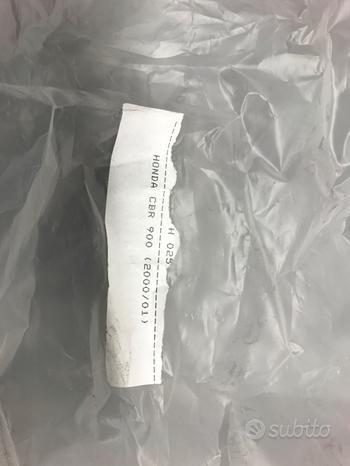 H 025
HONDA CBR 900 (2000/01)
subito